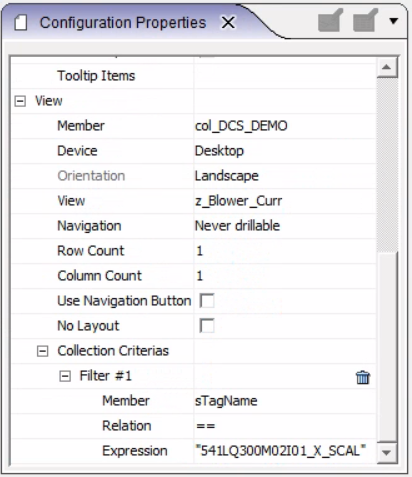 Configuration Properties
Tooltip Items
View
Member col_DCS_DEMO
Device Desktop
Orientation Landscape
View z_Blower_Curr
Navigation Never drillable
Row Count 1
Column Count 1
Use Navigation Button
No Layout
Collection Criterias
Filter #1
Member sTagName
Relation ==
Expression "541LQ300M02I01_X_SCAL"